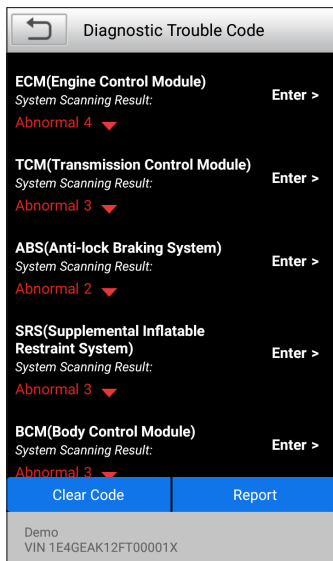 Diagnostic Trouble Code
ECM(Engine Control Module)
System Scanning Result:
Enter >
Abnormal 4
TCM(Transmission Control Module)
System Scanning Result:
Enter >
Abnormal 3
ABS(Anti-lock Braking System)
System Scanning Result:
Enter >
Abnormal 2
SRS(Supplemental Inflatable
Restraint System)
System Scanning Result:
Enter >
Abnormal 3
BCM(Body Control Module)
System Scanning Result:
Enter >
Abnormal 3
Clear Code
Report
Demo
VIN 1E4GEAK12FT00001X